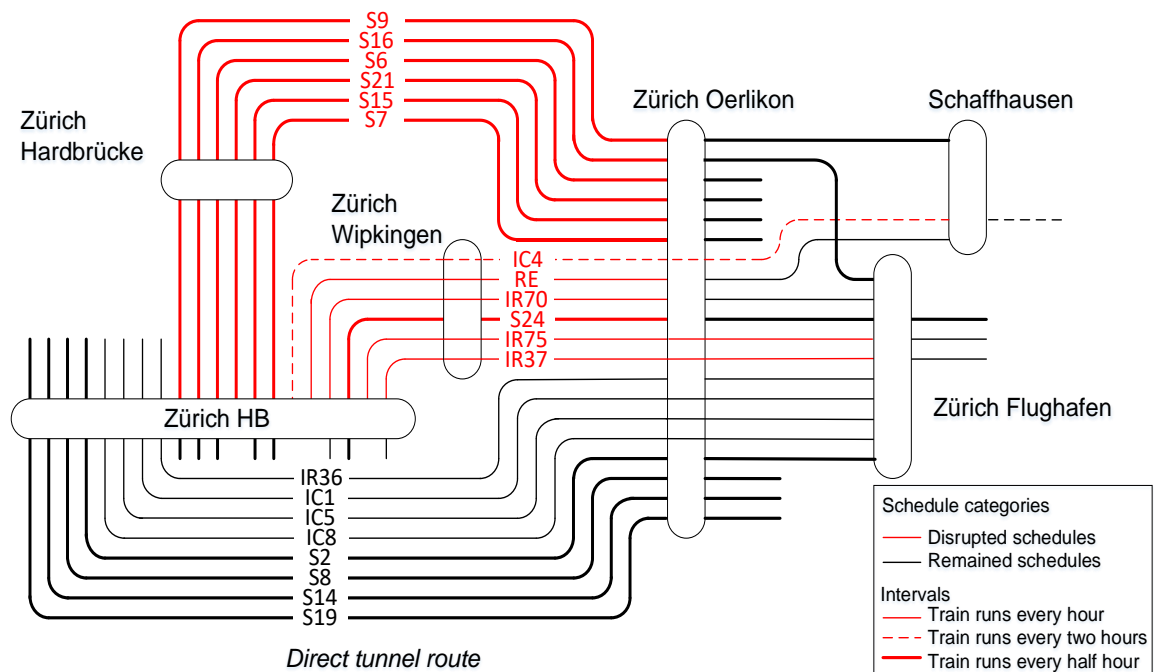 S9
S16
S6
S21
S15
S7
Zürich
Hardbrücke
Zürich Oerlikon
Schaffhausen
Zürich
Wipkingen
IC4
RE
IR70
S24
IR75
IR37
Zürich HB
Zürich Flughafen
IR36
IC1
IC5
IC8
S2
S8
S14
S19
Direct tunnel route
Schedule categories
Disrupted schedules
Remained schedules
Intervals
Train runs every hour
Train runs every two hours
Train runs every half hour